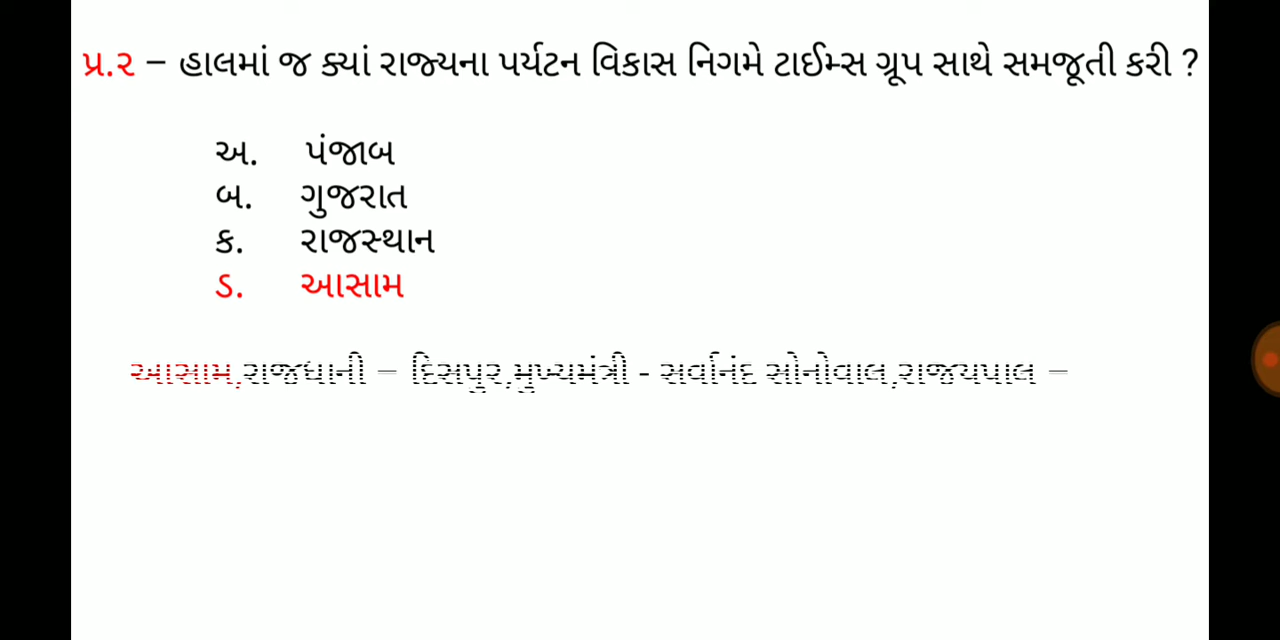 પ્ર.૨ – હાલમાં જ ક્યાં રાજ્યના પર્યટન વિકાસ નિગમે ટાઈમ્સ ગ્રૂપ સાથે સમજૂતી કરી ?
અ. પંજાબ
બ. ગુજરાત
ક. રાજસ્થાન
ડ. આસામ
આસામ,રાજધાની – દિસપુર,મુખ્યમંત્રી - સર્વાનંદ સોનોવાલ,રાજ્યપાલ –